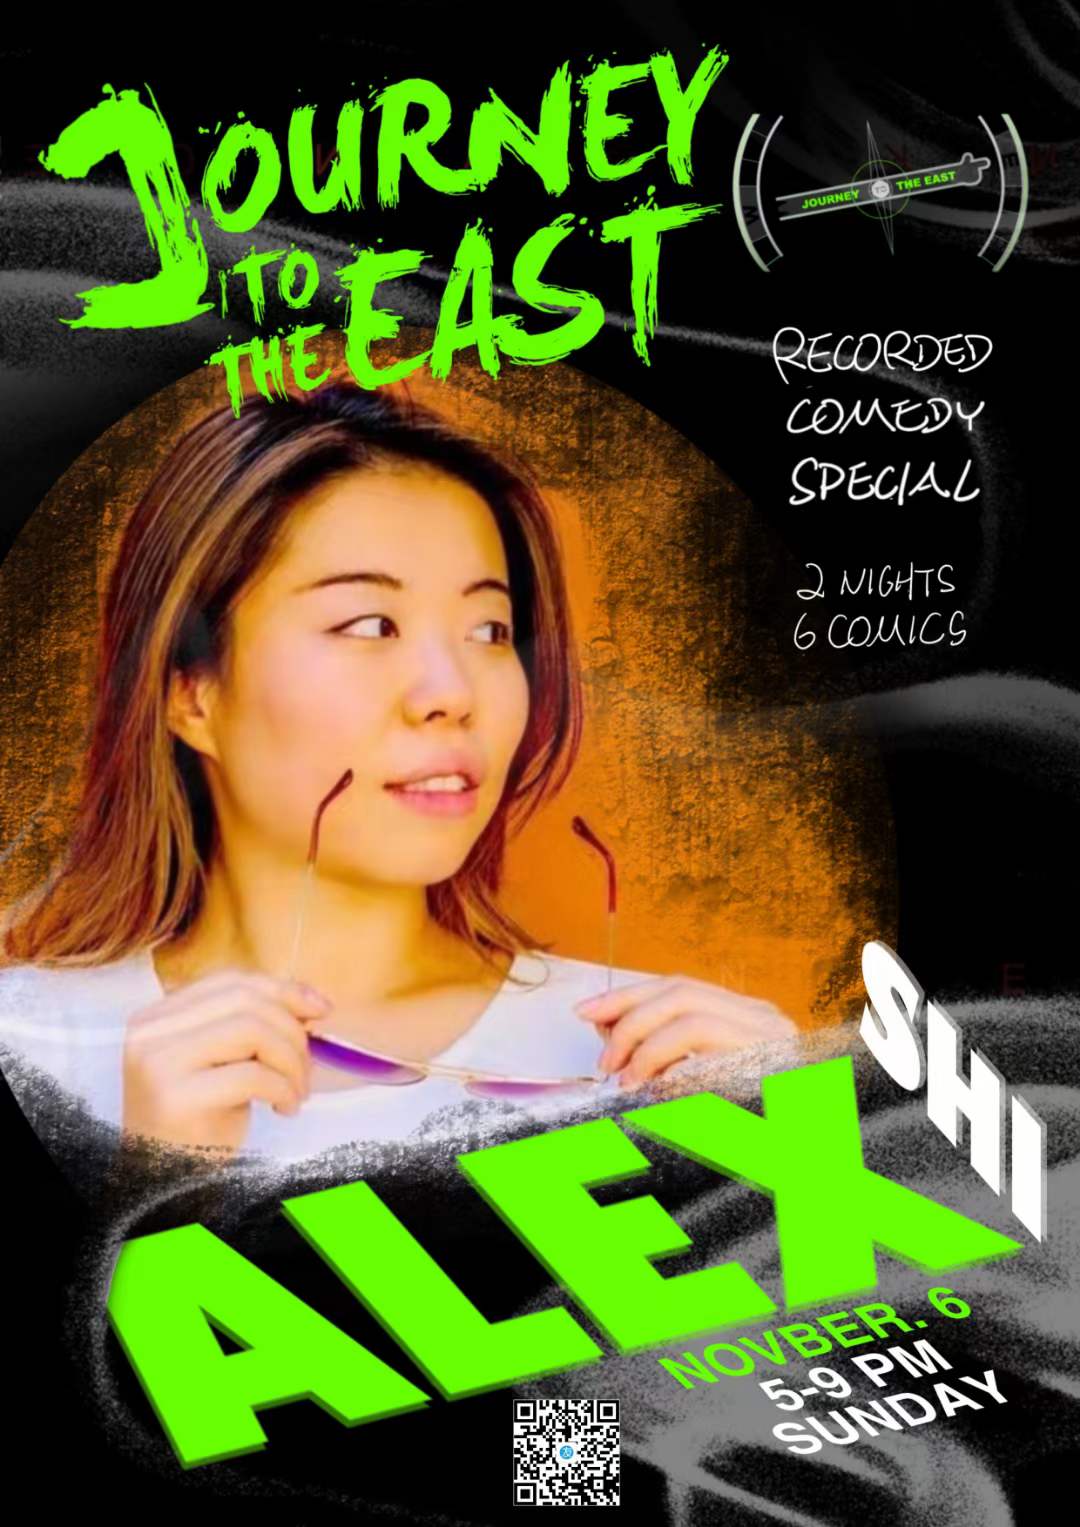 JOURNEY
TO
THE EAST
JOURNEY TO THE EAST
RECORDED
COMEDY
SPECIAL
2 NIGHTS
6 COMICS
SHI
ALEX
NOVBER. 6
5-9 PM
SUNDAY